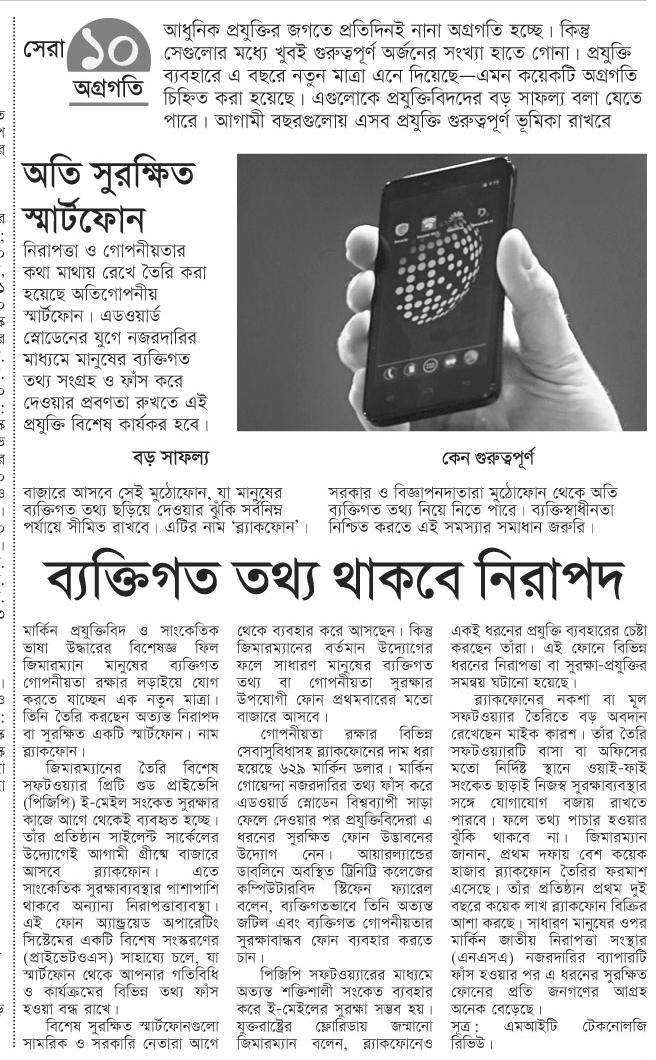 সেরা
১০
অগ্রগতি
আধুনিক প্রযুক্তির জগতে প্রতিদিনই নানা অগ্রগতি হচ্ছে। কিন্তু
সেগুলোর মধ্যে খুবই গুরুত্বপূর্ণ অর্জনের সংখ্যা হাতে গোনা। প্রযুক্তি
ব্যবহারে এ বছরে নতুন মাত্রা এনে দিয়েছে—এমন কয়েকটি অগ্রগতি
চিহ্নিত করা হয়েছে। এগুলোকে প্রযুক্তিবিদদের বড় সাফল্য বলা যেতে
পারে। আগামী বছরগুলোয় এসব প্রযুক্তি গুরুত্বপূর্ণ ভূমিকা রাখবে
অতি সুরক্ষিত
স্মার্টফোন
নিরাপত্তা ও গোপনীয়তার
কথা মাথায় রেখে তৈরি করা
হয়েছে অতিগোপনীয়
স্মার্টফোন। এডওয়ার্ড
স্নোডেনের যুগে নজরদারির
মাধ্যমে মানুষের ব্যক্তিগত
তথ্য সংগ্রহ ও ফাঁস করে
দেওয়ার প্রবণতা রুখতে এই
প্রযুক্তি বিশেষ কার্যকর হবে।
বড় সাফল্য
বাজারে আসবে সেই মুঠোফোন, যা মানুষের
ব্যক্তিগত তথ্য ছড়িয়ে দেওয়ার ঝুঁকি সর্বনিম্ন
পর্যায়ে সীমিত রাখবে। এটির নাম ‘ব্ল্যাকফোন’।
কেন গুরুত্বপূর্ণ
সরকার ও বিজ্ঞাপনদাতারা মুঠোফোন থেকে অতি
ব্যক্তিগত তথ্য নিয়ে নিতে পারে। ব্যক্তিস্বাধীনতা
নিশ্চিত করতে এই সমস্যার সমাধান জরুরি।
ব্যক্তিগত তথ্য থাকবে নিরাপদ
মার্কিন প্রযুক্তিবিদ ও সাংকেতিক
ভাষা উদ্ধারের বিশেষজ্ঞ ফিল
জিমারম্যান মানুষের ব্যক্তিগত
গোপনীয়তা রক্ষার লড়াইয়ে যোগ
করতে যাচ্ছেন এক নতুন মাত্রা।
তিনি তৈরি করছেন অত্যন্ত নিরাপদ
বা সুরক্ষিত একটি স্মার্টফোন। নাম
ব্ল্যাকফোন।
জিমারম্যানের তৈরি বিশেষ
সফটওয়্যার প্রিটি গুড প্রাইভেসি
(পিজিপি) ই-মেইল সংকেত সুরক্ষার
কাজে আগে থেকেই ব্যবহৃত হচ্ছে।
তাঁর প্রতিষ্ঠান সাইলেন্ট সার্কেলের
উদ্যোগেই আগামী গ্রীষ্মে বাজারে
আসবে ব্ল্যাকফোন। এতে
সাংকেতিক সুরক্ষাব্যবস্থার পাশাপাশি
থাকবে অন্যান্য নিরাপত্তাব্যবস্থা।
এই ফোন অ্যান্ড্রয়েড অপারেটিং
সিস্টেমের একটি বিশেষ সংস্করণের
(প্রাইভেটওএস) সাহায্যে চলে, যা
স্মার্টফোন থেকে আপনার গতিবিধি
ও কার্যক্রমের বিভিন্ন তথ্য ফাঁস
হওয়া বন্ধ রাখে।
বিশেষ সুরক্ষিত স্মার্টফোনগুলো
সামরিক ও সরকারি নেতারা আগে
থেকে ব্যবহার করে আসছেন। কিন্তু
জিমারম্যানের বর্তমান উদ্যোগের
ফলে সাধারণ মানুষের ব্যক্তিগত
তথ্য বা গোপনীয়তা সুরক্ষার
উপযোগী ফোন প্রথমবারের মতো
বাজারে আসবে।
গোপনীয়তা রক্ষার বিভিন্ন
সেবাসুবিধাসহ ব্ল্যাকফোনের দাম ধরা
হয়েছে ৬২৯ মার্কিন ডলার। মার্কিন
গোয়েন্দা নজরদারির তথ্য ফাঁস করে
এডওয়ার্ড স্নোডেন বিশ্বব্যাপী সাড়া
ফেলে দেওয়ার পর প্রযুক্তিবিদেরা এ
ধরনের সুরক্ষিত ফোন উদ্ভাবনের
উদ্যোগ নেন। আয়ারল্যান্ডের
ডাবলিনে অবস্থিত ট্রিনিট্রি কলেজের
কম্পিউটারবিদ স্টিফেন ফ্যারেল
বলেন, ব্যক্তিগতভাবে তিনি অত্যন্ত
জটিল এবং ব্যক্তিগত গোপনীয়তার
সুরক্ষাবান্ধব ফোন ব্যবহার করতে
চান।
পিজিপি সফটওয়্যারের মাধ্যমে
অত্যন্ত শক্তিশালী সংকেত ব্যবহার
করে ই-মেইলের সুরক্ষা সম্ভব হয়।
যুক্তরাষ্ট্রের ফ্লোরিডায় জন্মানো
জিমারম্যান বলেন, ব্ল্যাকফোনেও
একই ধরনের প্রযুক্তি ব্যবহারের চেষ্টা
করছেন তাঁরা। এই ফোনে বিভিন্ন
ধরনের নিরাপত্তা বা সুরক্ষা-প্রযুক্তির
সমন্বয় ঘটানো হয়েছে।
ব্ল্যাকফোনের নকশা বা মূল
সফটওয়্যার তৈরিতে বড় অবদান
রেখেছেন মাইক কারশ। তাঁর তৈরি
সফটওয়্যারটি বাসা বা অফিসের
মতো নির্দিষ্ট স্থানে ওয়াই-ফাই
সংকেত ছাড়াই নিজস্ব সুরক্ষাব্যবস্থার
সঙ্গে যোগাযোগ বজায় রাখতে
পারবে। ফলে তথ্য পাচার হওয়ার
ঝুঁকি থাকবে না। জিমারম্যান
জানান, প্রথম দফায় বেশ কয়েক
হাজার ব্ল্যাকফোন তৈরির ফরমাশ
এসেছে। তাঁর প্রতিষ্ঠান প্রথম দুই
বছরে কয়েক লাখ ব্ল্যাকফোন বিক্রির
আশা করছে। সাধারণ মানুষের ওপর
মার্কিন জাতীয় নিরাপত্তা সংস্থার
(এনএসএ) নজরদারির ব্যাপারটি
ফাঁস হওয়ার পর এ ধরনের সুরক্ষিত
ফোনের প্রতি জনগণের আগ্রহ
অনেক বেড়েছে।
সূত্র: এমআইটি টেকনোলজি
রিভিউ।